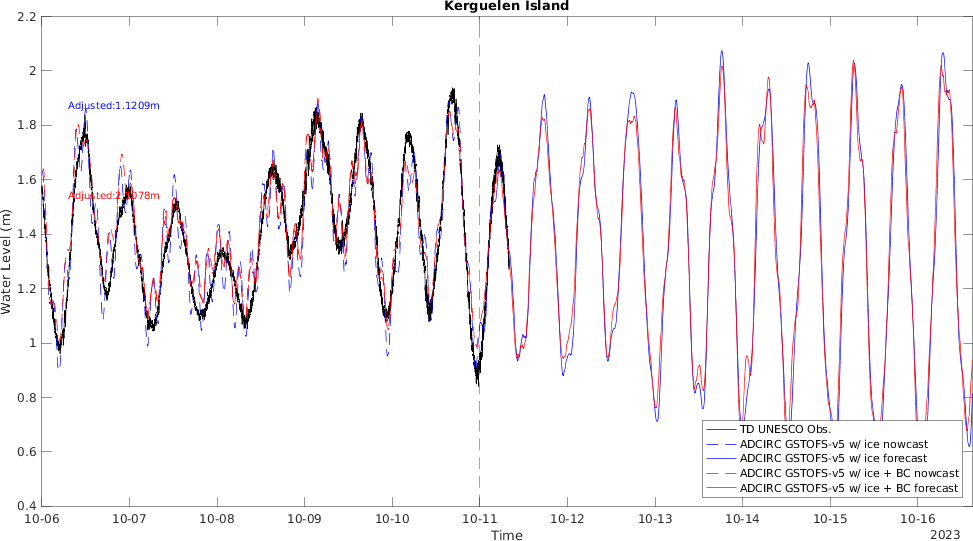 Kerguelen Island
2.2
2
1.8
1.6
1.4
1.2
1
0.8
0.6
0.4
Water Level (m)
Adjusted:1.1209m
TD UNESCO Obs.
ADCIRC GSTOFS-v5 w/ ice nowcast
ADCIRC GSTOFS-v5 w/ ice forecast
ADCIRC GSTOFS-v5 w/ ice + BC nowcast
ADCIRC GSTOFS-v5 w/ ice + BC forecast
10-06 10-07 10-08 10-09 10-10 10-11 10-12 10-13 10-14 10-15 10-16
Time
2023